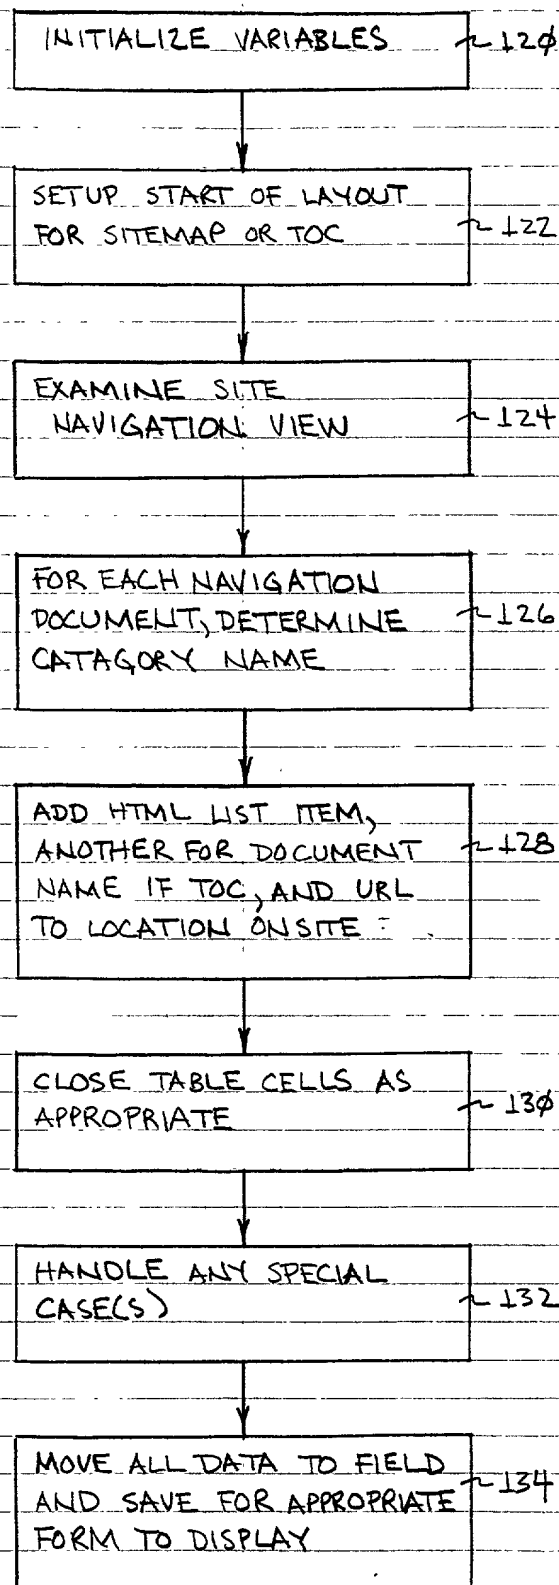 INITIALIZE VARIABLES 120
SETUP START OF LAYOUT
FOR SITEMAP OR TOC 122
EXAMINE SITE
NAVIGATION VIEW 124
FOR EACH NAVIGATION
DOCUMENT, DETERMINE 126
CATAGORY NAME
ADD HTML LIST ITEM,
ANOTHER FOR DOCUMENT 128
NAME IF TOC, AND URL
TO LOCATION ON SITE
CLOSE TABLE CELLS AS
APPROPRIATE 130
HANDLE ANY SPECIAL
CASE(S) 132
MOVE ALL DATA TO FIELD
AND SAVE FOR APPROPRIATE 134
FORM TO DISPLAY